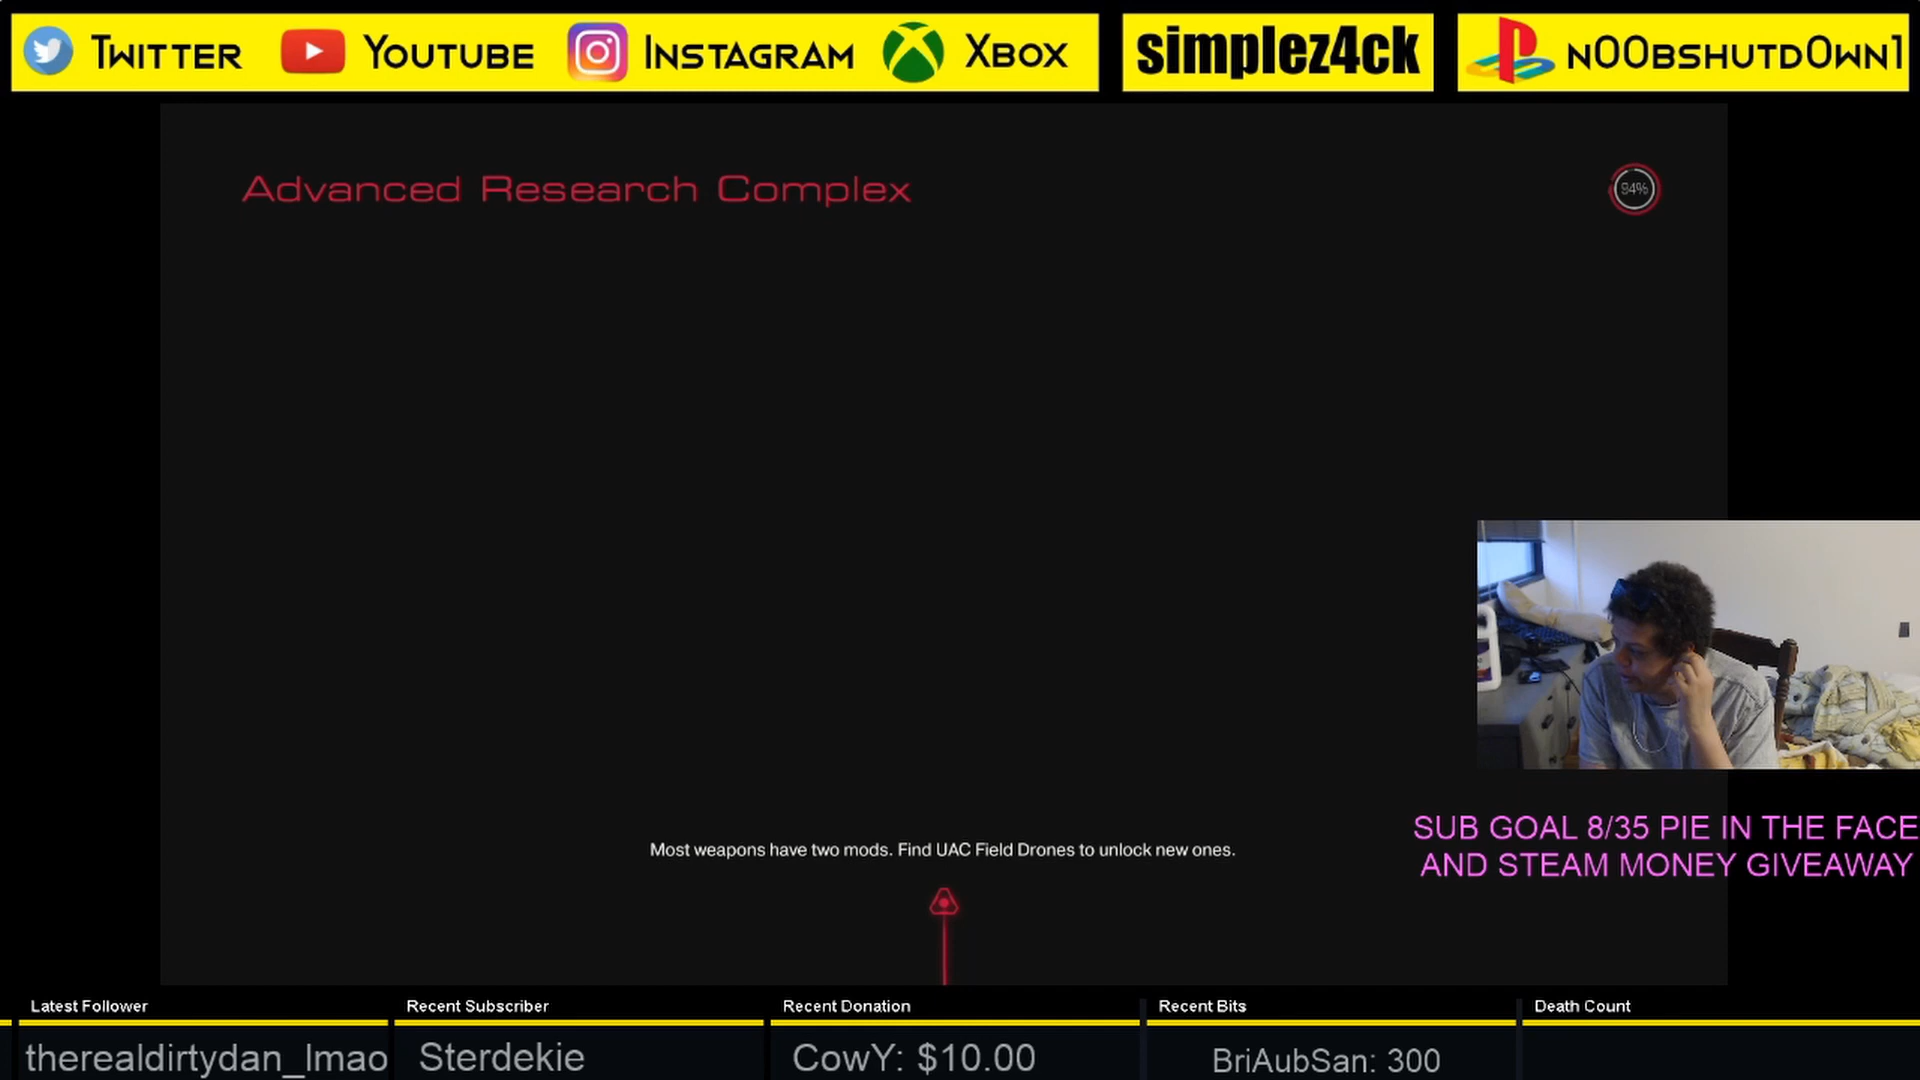 Twitter Youtube Instagram Xbox simplez4ck n00bshutd0wn1
Advanced Research Complex
94%
Most weapons have two mods. Find UAC Field Drones to unlock new ones.
SUB GOAL 8/35 PIE IN THE FACE
AND STEAM MONEY GIVEAWAY
Latest Follower Recent Subscriber Recent Donation Recent Bits Death Count
therealdirtydan_lmao Sterdekie CowY: $10.00 BriAubSan: 300